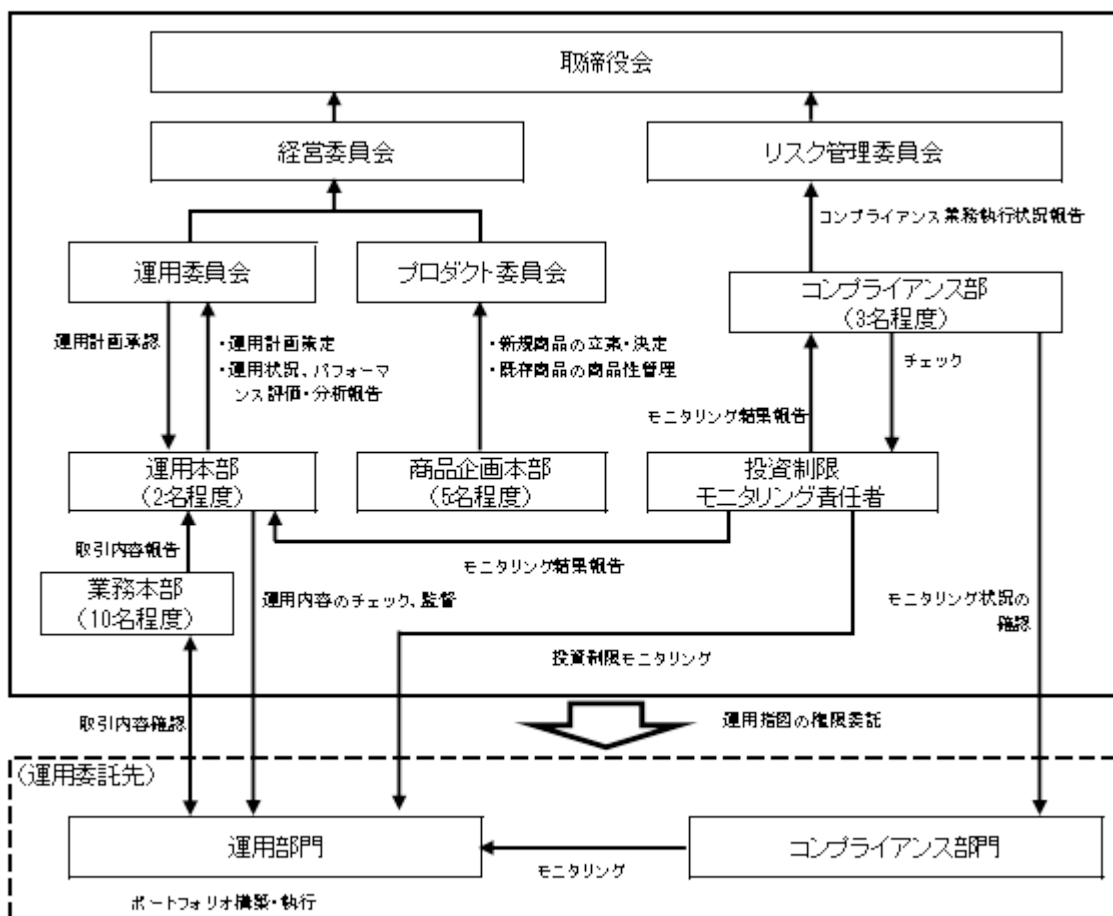 取締役会
経営委員会
リスク管理委員会
コンプライアンス業務執行状況報告
運用委員会
プロダクト委員会
コンプライアンス部
(3名程度)
運用計画承認
・運用計画策定
・運用状況、パフォーマ
ンス評価・分析報告
・新規商品の立案・決定
・既存商品の商品性管理
チェック
モニタリング結果報告
運用本部
(2名程度)
商品企画本部
(5名程度)
投資制限
モニタリング責任者
取引内容報告
モニタリング結果報告
業務本部
(10名程度)
運用内容のチェック、監督
モニタリング状況の
確認
投資制限モニタリング
取引内容確認
運用指図の権限委託
(運用委託先)
運用部門
モニタリング
コンプライアンス部門
ポートフォリオ構築・執行